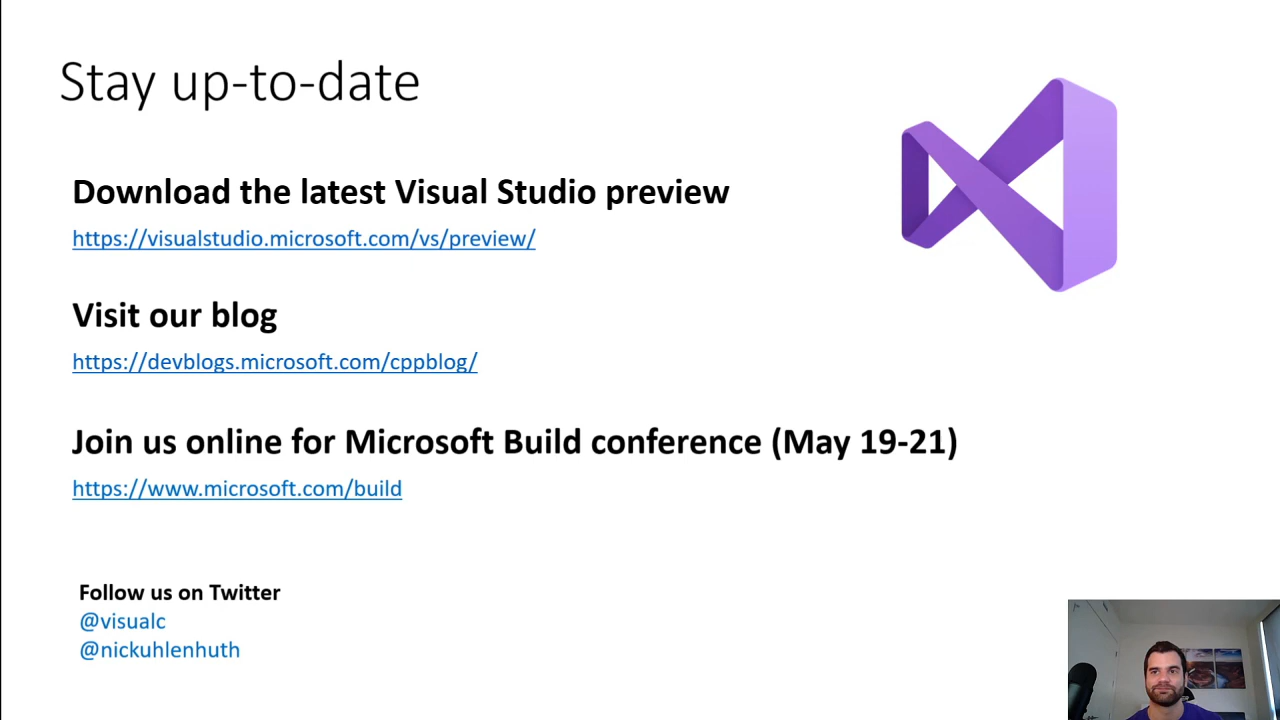 Stay up-to-date
Download the latest Visual Studio preview
https://visualstudio.microsoft.com/vs/preview/
Visit our blog
https://devblogs.microsoft.com/cppblog/
Join us online for Microsoft Build conference (May 19-21)
https://www.microsoft.com/build
Follow us on Twitter
@visualc
@nickuhlenhuth